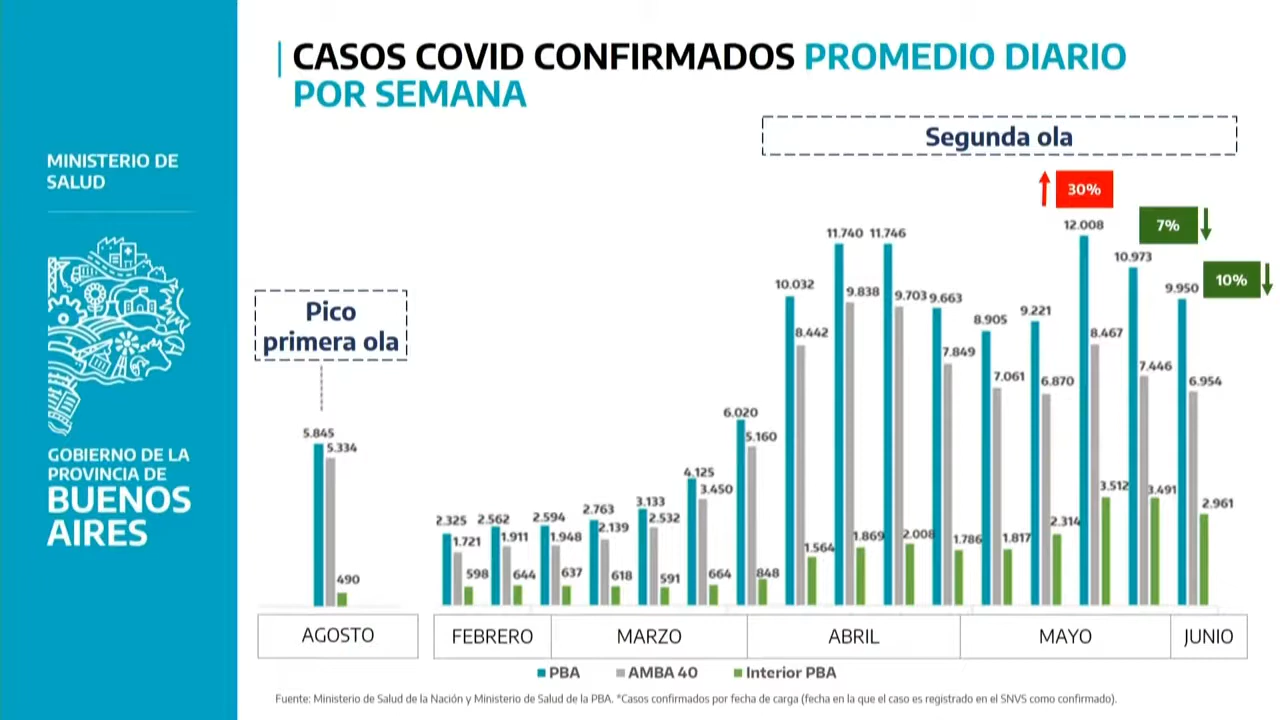 CASOS COVID CONFIRMADOS PROMEDIO DIARIO
POR SEMANA
MINISTERIO DE
SALUD
GOBIERNO DE LA
PROVINCIA DE
BUENOS
AIRES
Segunda ola
30%
7%
10%
Pico
primera ola
5.845
5.334
490
2.325
1.721
598
2.562
1.911
644
2.594
1.948
637
2.763
2.139
618
3.133
2.532
591
4.125
3.450
664
6.020
5.160
848
10.032
8.442
1.564
11.740
9.838
1.869
11.746
9.703
2.008
9.663
7.849
1.786
8.905
7.061
1.817
9.221
6.870
2.314
12.008
8.467
3.512
10.973
7.446
3.491
9.950
6.954
2.961
AGOSTO
FEBRERO
MARZO
ABRIL
MAYO
JUNIO
PBA
AMBA 40
Interior PBA
Fuente: Ministerio de Salud de la Nación y Ministerio de Salud de la PBA. *Casos confirmados por fecha de carga (fecha en la que el caso es registrado en el SNVS como confirmado).